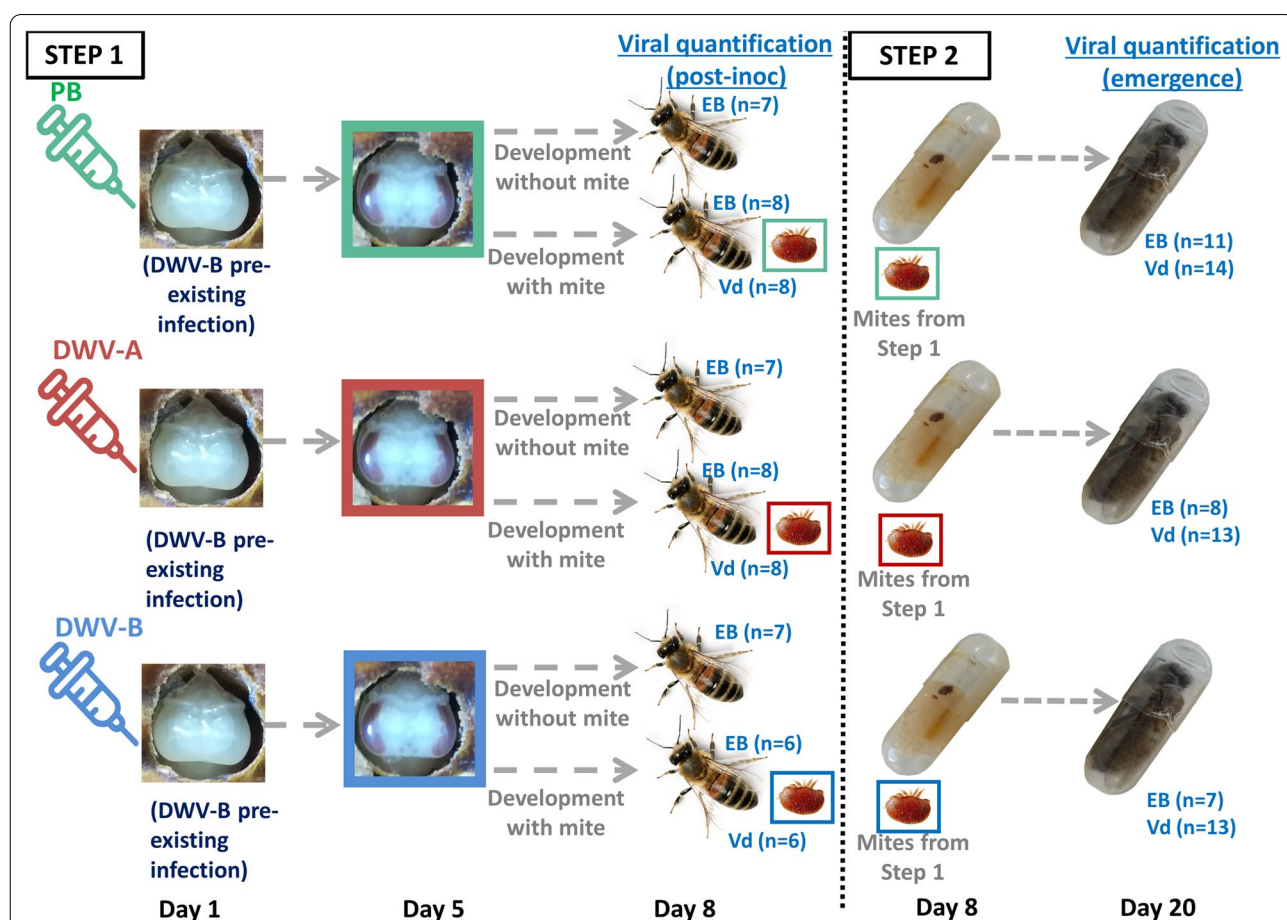 STEP 1
Viral quantification
(post-inoc)
STEP 2
Viral quantification
(emergence)
PB
(DWV-B pre-
existing
infection)
Development
without mite
Development
with mite
EB (n=7)
EB (n=8)
Vd (n=8)
Mites from
Step 1
EB (n=11)
Vd (n=14)
DWV-A
(DWV-B pre-
existing
infection)
Development
without mite
Development
with mite
EB (n=7)
EB (n=8)
Vd (n=8)
Mites from
Step 1
EB (n=8)
Vd (n=13)
DWV-B
(DWV-B pre-
existing
infection)
Development
without mite
Development
with mite
EB (n=7)
EB (n=6)
Vd (n=6)
Mites from
Step 1
EB (n=7)
Vd (n=13)
Day 1
Day 5
Day 8
Day 8
Day 20